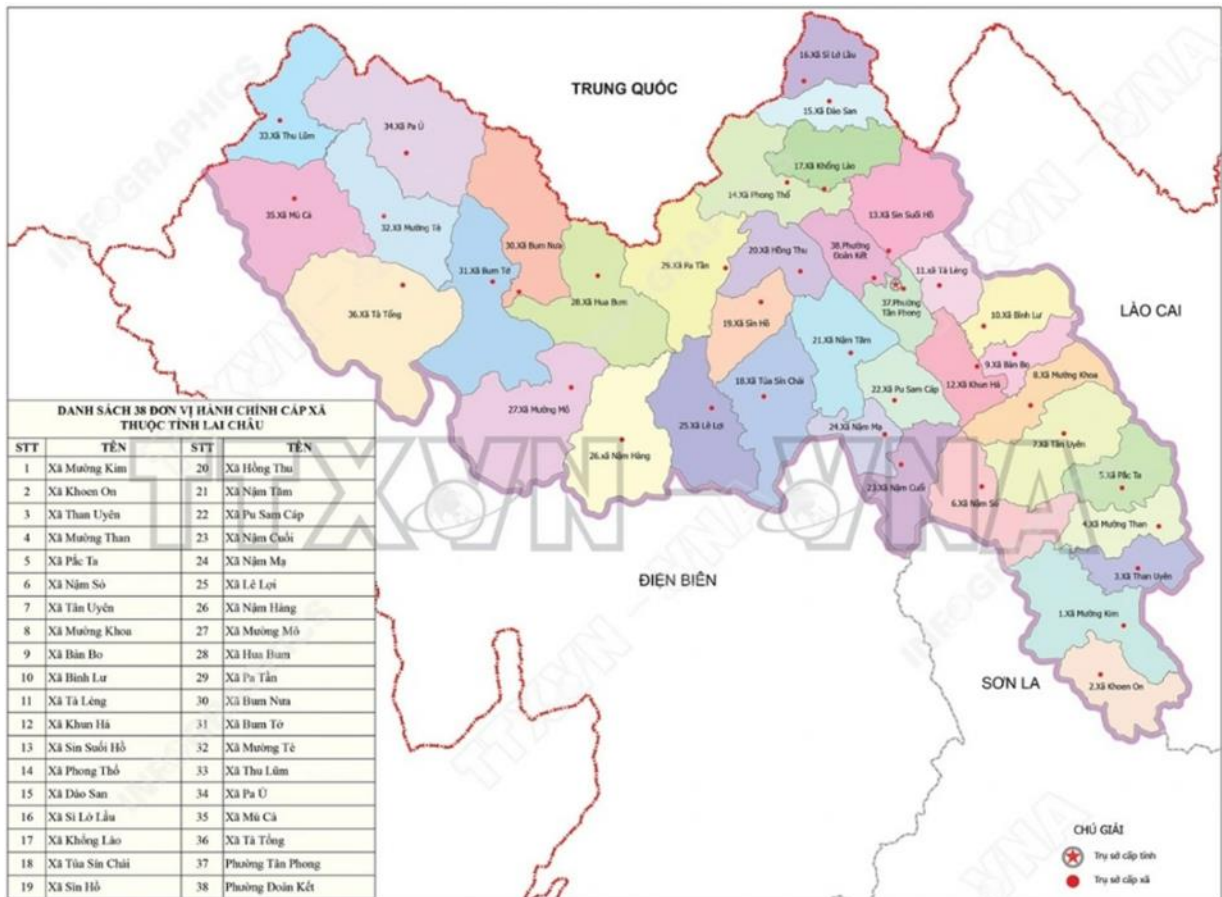 TRUNG QUỐC
LÀO CAI
ĐIỆN BIÊN
SƠN LA
16.Xã Sì Lở Lầu
15.Xã Dào San
17.Xã Khổng Lào
14.Xã Phong Thổ
13.Xã Sin Suối Hồ
33.Xã Thu Lũm
34.Xã Pa Ủ
35.Xã Mù Cả
32.Xã Mường Tè
30.Xã Bum Nưa
31.Xã Bum Tở
36.Xã Tà Tổng
28.Xã Hua Bum
29.Xã Pa Tần
20.Xã Hồng Thu
38.Phường
Đoàn Kết
11.xã Tả Lèng
37.Phường
Tân Phong
10.Xã Bình Lư
19.Xã Sìn Hồ
21.Xã Nậm Tăm
9.Xã Bản Bo
8.Xã Mường Khoa
12.Xã Khun Há
18.Xã Tủa Sín Chải
22.Xã Pu Sam Cáp
27.Xã Mường Mô
25.Xã Lê Lợi
24.Xã Nậm Mạ
7.Xã Tân Uyên
26.xã Nậm Hàng
23.Xã Nậm Cuổi
6.Xã Nậm Sỏ
5.Xã Pắc Ta
4.Xã Mường Than
3.Xã Than Uyên
1.Xã Mường Kim
2.Xã Khoen On
DANH SÁCH 38 ĐƠN VỊ HÀNH CHÍNH CẤP XÃ
THUỘC TỈNH LAI CHÂU
STT TÊN STT TÊN
1 Xã Mường Kim 20 Xã Hồng Thu
2 Xã Khoen On 21 Xã Nậm Tăm
3 Xã Than Uyên 22 Xã Pu Sam Cáp
4 Xã Mường Than 23 Xã Nậm Cuổi
5 Xã Pắc Ta 24 Xã Nậm Mạ
6 Xã Nậm Sỏ 25 Xã Lê Lợi
7 Xã Tân Uyên 26 Xã Nậm Hàng
8 Xã Mường Khoa 27 Xã Mường Mô
9 Xã Bản Bo 28 Xã Hua Bum
10 Xã Bình Lư 29 Xã Pa Tần
11 Xã Tả Lèng 30 Xã Bum Nưa
12 Xã Khun Há 31 Xã Bum Tở
13 Xã Sin Suối Hồ 32 Xã Mường Tè
14 Xã Phong Thổ 33 Xã Thu Lũm
15 Xã Dào San 34 Xã Pa Ủ
16 Xã Sì Lở Lầu 35 Xã Mù Cả
17 Xã Khổng Lào 36 Xã Tà Tổng
18 Xã Tủa Sín Chải 37 Phường Tân Phong
19 Xã Sìn Hồ 38 Phường Đoàn Kết
CHÚ GIẢI
Trụ sở cấp tỉnh
Trụ sở cấp xã
TTXVN - VNA
INFOGRAPHICS
TTXVN - VNA
INFOGRAPHICS